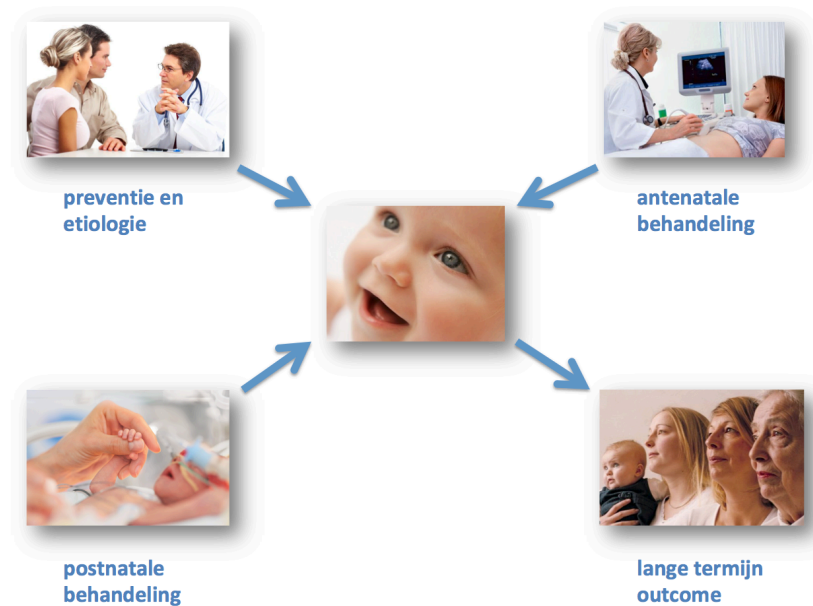 preventie en
etiologie
antenatale
behandeling
postnatale
behandeling
lange termijn
outcome